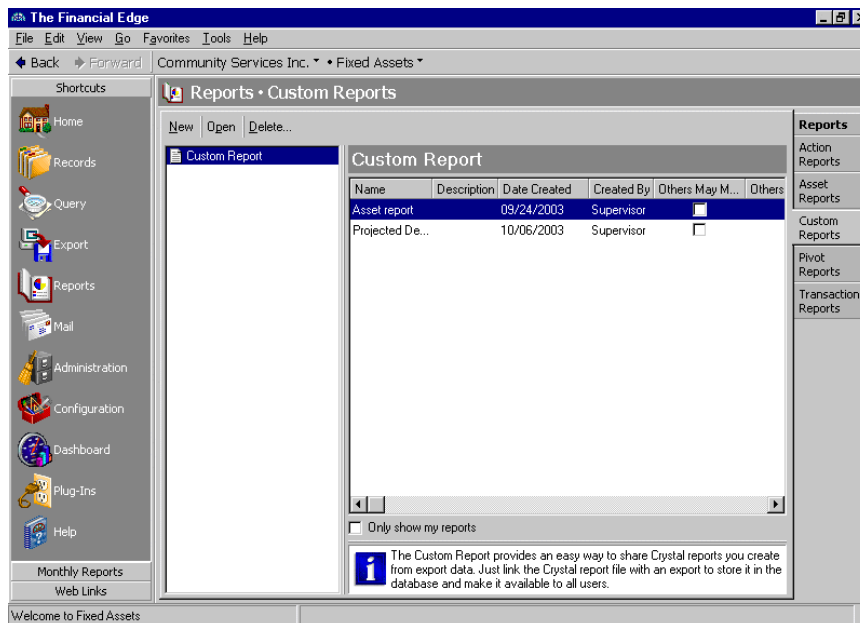 The Financial Edge
File Edit View Go Favorites Tools Help
Back Forward Community Services Inc. • Fixed Assets
Shortcuts
Home
Records
Query
Export
Reports
Mail
Administration
Configuration
Dashboard
Plug-Ins
Help
Monthly Reports
Web Links
Reports • Custom Reports
New Open Delete...
Custom Report
Custom Report
Name Description Date Created Created By Others May M... Others
Asset report 09/24/2003 Supervisor
Projected De... 10/06/2003 Supervisor
Only show my reports
The Custom Report provides an easy way to share Crystal reports you create
from export data. Just link the Crystal report file with an export to store it in the
database and make it available to all users.
Reports
Action
Reports
Asset
Reports
Custom
Reports
Pivot
Reports
Transaction
Reports
Welcome to Fixed Assets